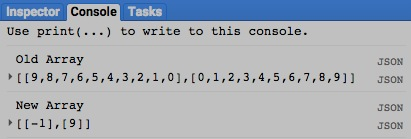 Inspector Console Tasks
Use print(...) to write to this console.
Old Array JSON
[[9,8,7,6,5,4,3,2,1,0],[0,1,2,3,4,5,6,7,8,9]] JSON
New Array JSON
[[-1],[9]] JSON